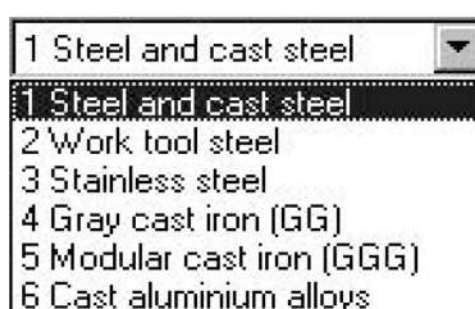 1 Steel and cast steel
1 Steel and cast steel
2 Work tool steel
3 Stainless steel
4 Gray cast iron (GG)
5 Modular cast iron (GGG)
6 Cast aluminium alloys